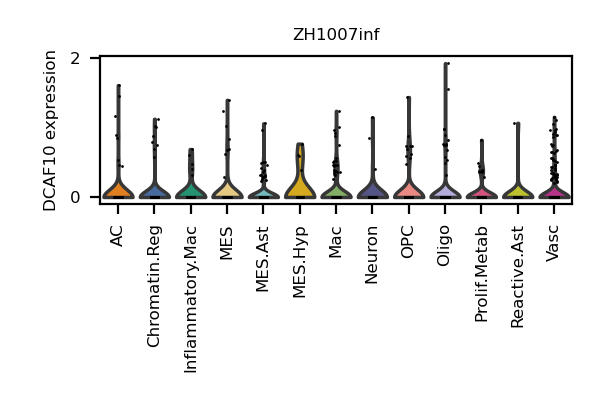 ZH1007inf
DCAF10 expression
2
0
AC
Chromatin.Reg
Inflammatory.Mac
MES
MES.Ast
MES.Hyp
Mac
Neuron
OPC
Oligo
Prolif.Metab
Reactive.Ast
Vasc